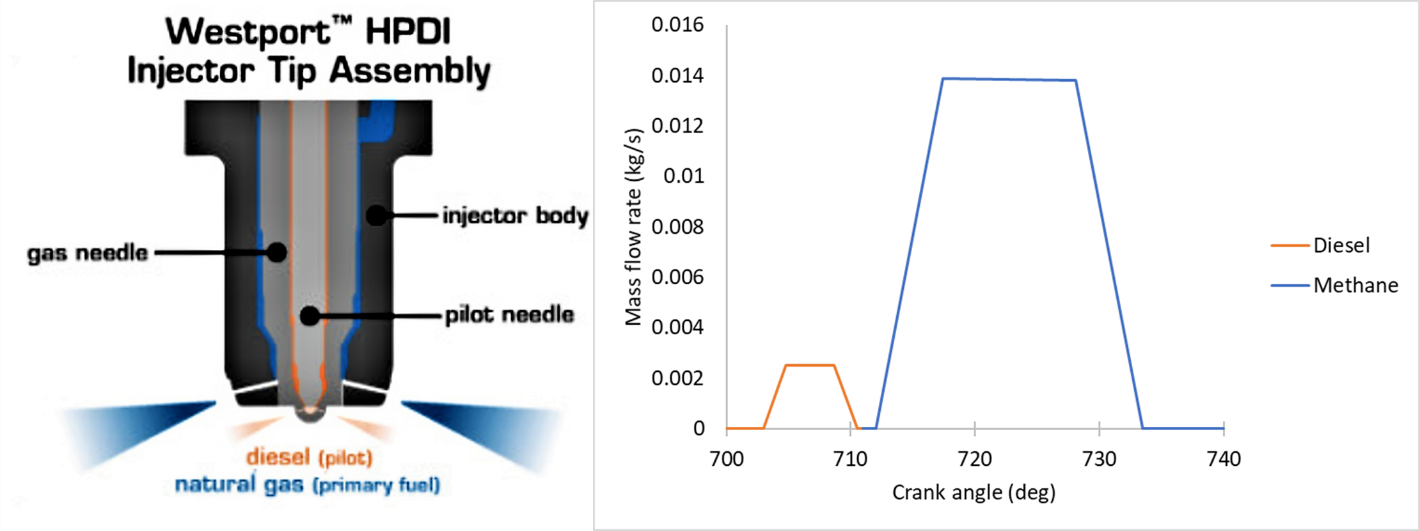 Westport™ HPDI
Injector Tip Assembly
injector body
gas needle
pilot needle
diesel (pilot)
natural gas (primary fuel)
0.016
0.014
0.012
0.01
0.008
0.006
0.004
0.002
0
Mass flow rate (kg/s)
700
710
720
730
740
Crank angle (deg)
Diesel
Methane